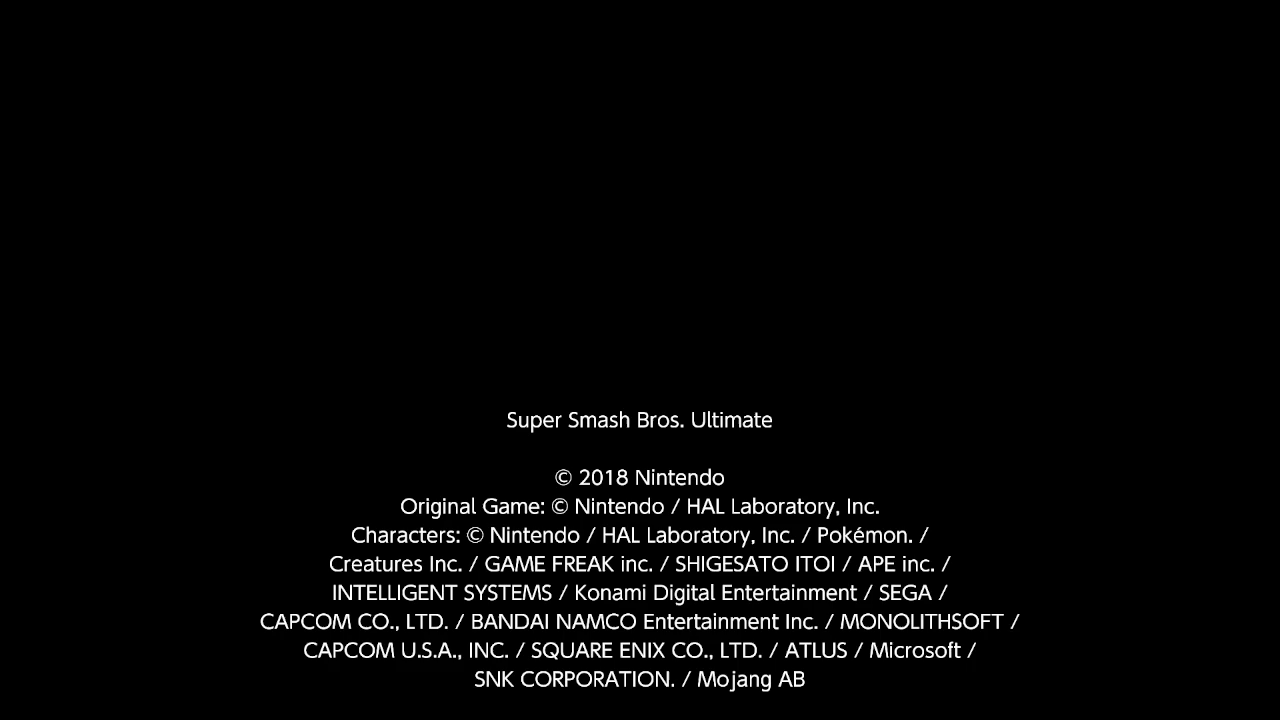 Super Smash Bros. Ultimate
© 2018 Nintendo
Original Game: © Nintendo / HAL Laboratory, Inc.
Characters: © Nintendo / HAL Laboratory, Inc. / Pokémon. /
Creatures Inc. / GAME FREAK inc. / SHIGESATO ITOI / APE inc. /
INTELLIGENT SYSTEMS / Konami Digital Entertainment / SEGA /
CAPCOM CO., LTD. / BANDAI NAMCO Entertainment Inc. / MONOLITHSOFT /
CAPCOM U.S.A., INC. / SQUARE ENIX CO., LTD. / ATLUS / Microsoft /
SNK CORPORATION. / Mojang AB